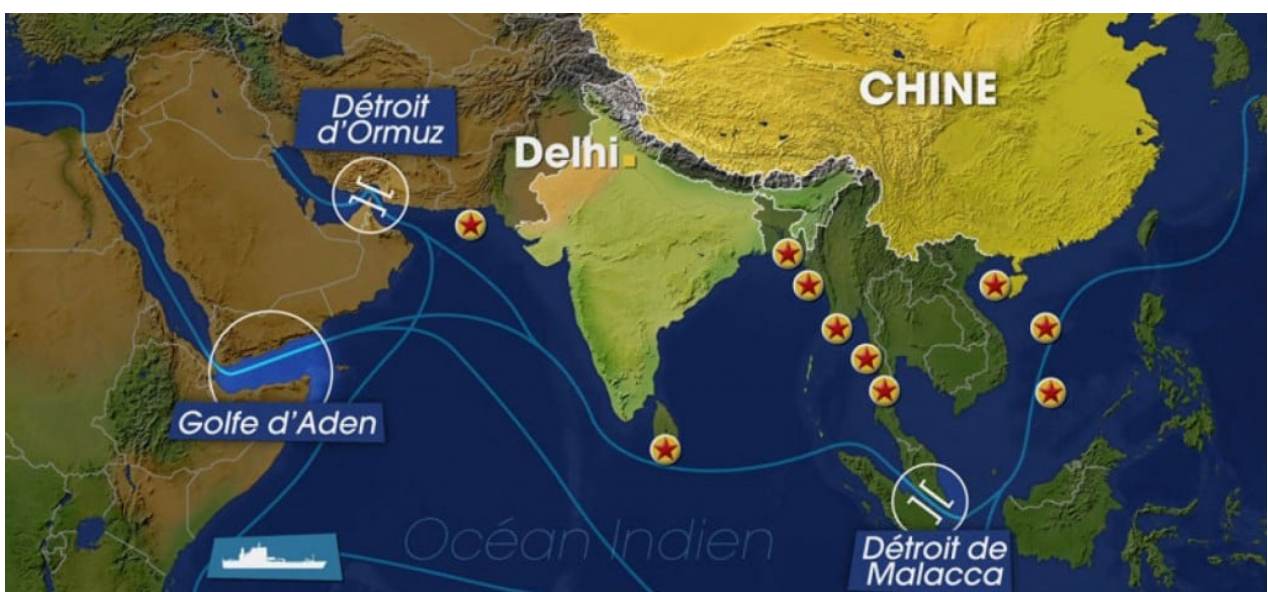 Détroit
d'Ormuz
CHINE
Delhi
Golfe d'Aden
Océan Indien
Détroit de
Malacca